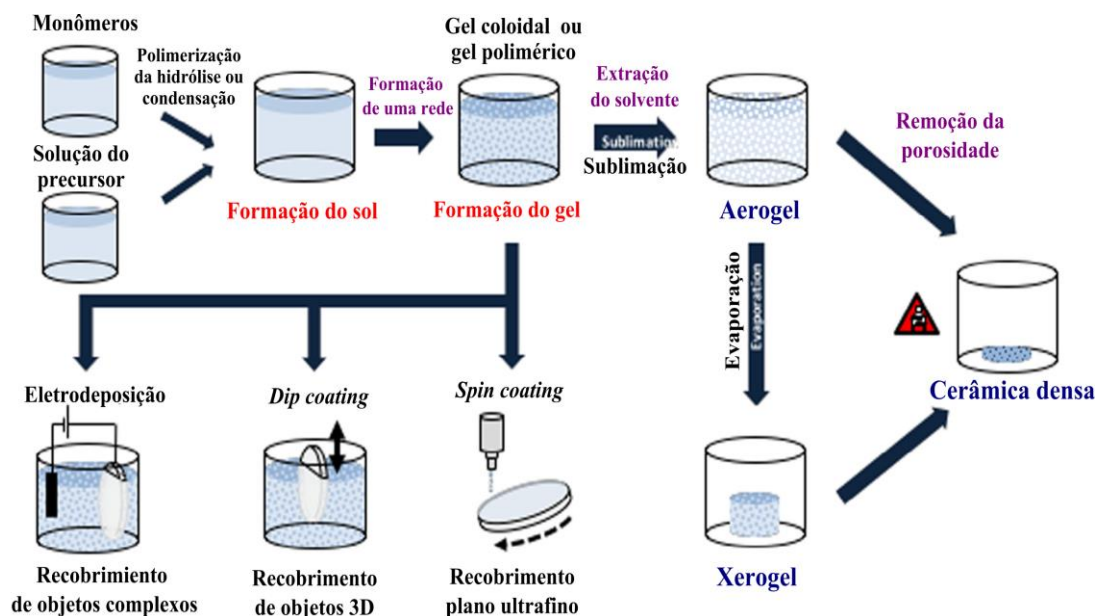 Monômeros
Polimerização
da hidrólise ou
condensação
Solução do
precursor
Formação do sol
Formação
de uma rede
Gel coloidal ou
gel polimérico
Formação do gel
Extração
do solvente
Sublimation
Sublimação
Aerogel
Remoção da
porosidade
Evaporação
Evaporation
Cerâmica densa
Xerogel
Eletrodeposição
Recobrimiento
de objetos complexos
Dip coating
Recobrimento
de objetos 3D
Spin coating
Recobrimento
plano ultrafino